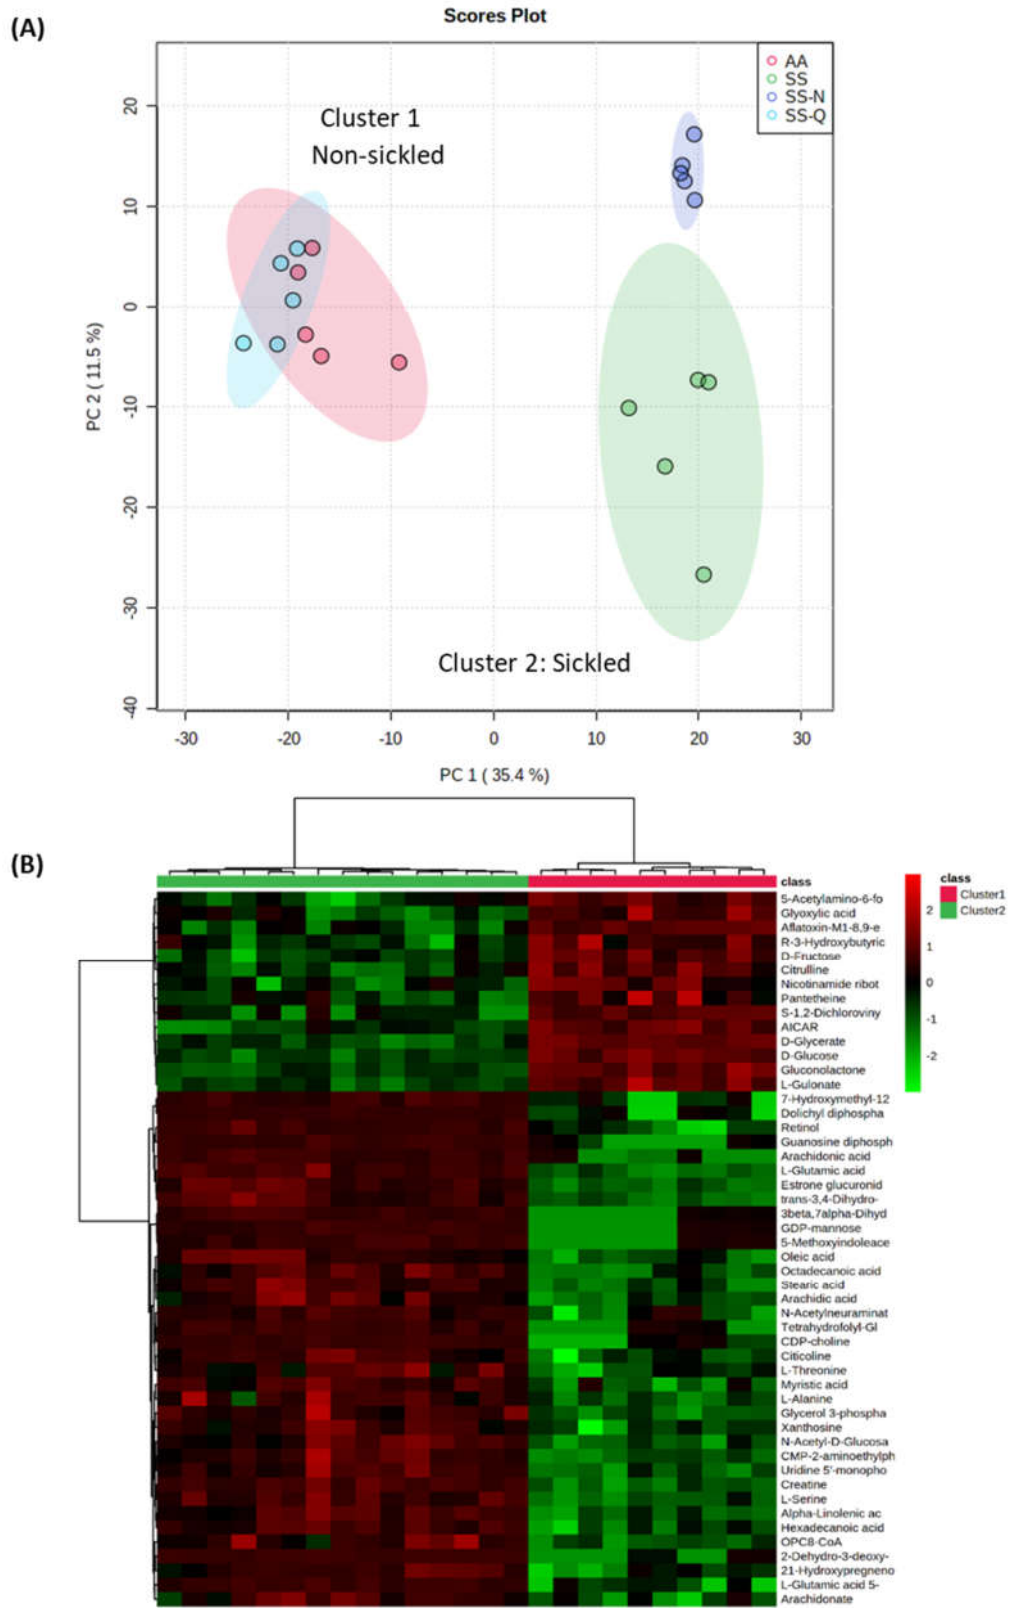 (A)
Scores Plot
AA
SS
SS-N
SS-Q
Cluster 1
Non-sickled
Cluster 2: Sickled
PC 2 ( 11.5 %)
20
10
0
-10
-20
-30
-40
-30
-20
-10
0
10
20
30
PC 1 ( 35.4 %)
(B)
class
5-Acetylamino-6-fo
Glyoxylic acid
Aflatoxin-M1-8,9-e
R-3-Hydroxybutyric
D-Fructose
Citrulline
Nicotinamide ribot
Pantetheine
S-1,2-Dichloroviny
AICAR
D-Glycerate
D-Glucose
Gluconolactone
L-Gulonate
7-Hydroxymethyl-12
Dolichyl diphospha
Retinol
Guanosine diphosph
Arachidonic acid
L-Glutamic acid
Estrone glucuronid
trans-3,4-Dihydro-
3beta,7alpha-Dihyd
GDP-mannose
5-Methoxyindoleace
Oleic acid
Octadecanoic acid
Stearic acid
Arachidic acid
N-Acetylneuraminat
Tetrahydrofolyl-Gl
CDP-choline
Citicoline
L-Threonine
Myristic acid
L-Alanine
Glycerol 3-phospha
Xanthosine
N-Acetyl-D-Glucosa
CMP-2-aminoethylph
Uridine 5'-monopho
Creatine
L-Serine
Alpha-Linolenic ac
Hexadecanoic acid
OPC8-CoA
2-Dehydro-3-deoxy-
21-Hydroxypregneno
L-Glutamic acid 5-
Arachidonate
2
1
0
-1
-2
class
Cluster1
Cluster2